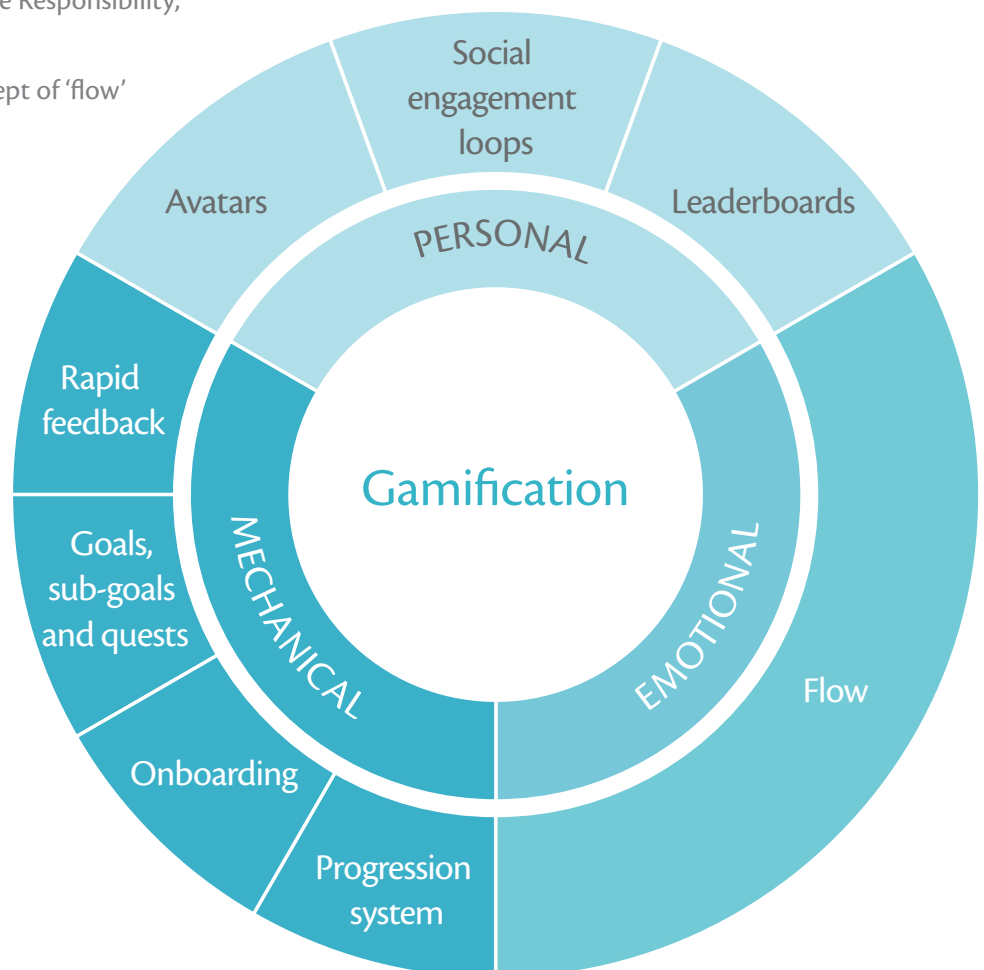 e Responsibility,
ept of ‘flow’
Social
engagement
loops
Avatars
Leaderboards
PERSONAL
Rapid
feedback
Gamification
Goals,
sub-goals
and quests
MECHANICAL
EMOTIONAL
Flow
Onboarding
Progression
system